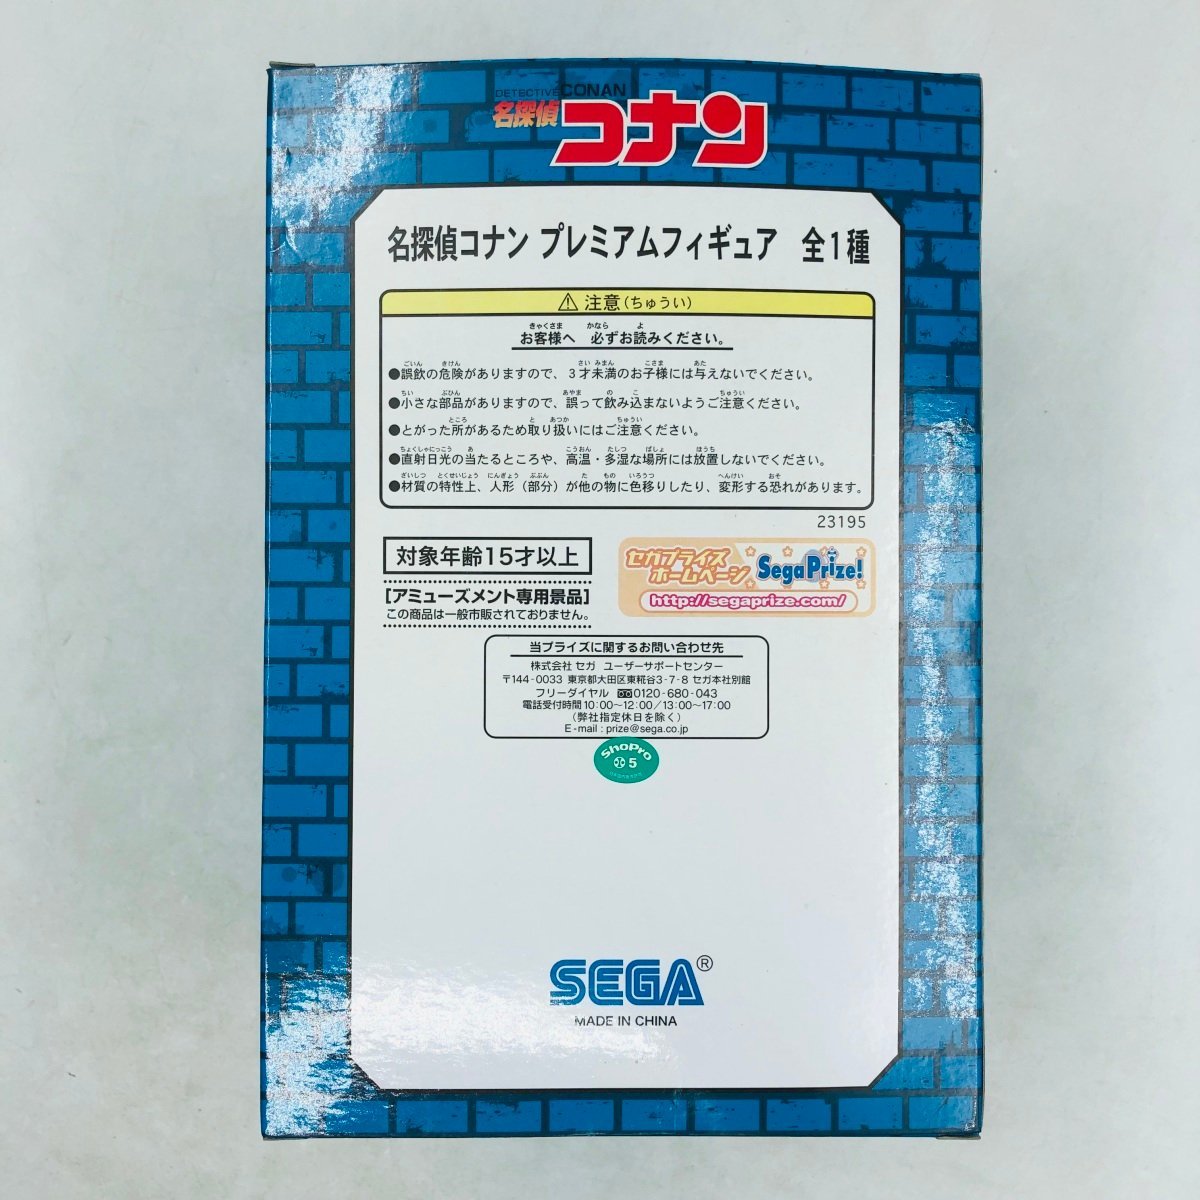 DETECTIVE CONAN
名探偵コナン
名探偵コナン プレミアムフィギュア 全1種
⚠ 注意(ちゅうい)
お客様へ 必ずお読みください。
●誤飲の危険がありますので、3才未満のお子様には与えないでください。
●小さな部品がありますので、誤って飲み込まないようご注意ください。
●とがった所があるため取り扱いにはご注意ください。
●直射日光の当たるところや、高温・多湿な場所には放置しないでください。
●材質の特性上、人形(部分)が他の物に色移りしたり、変形する恐れがあります。
23195
対象年齢15才以上
[アミューズメント専用景品]
この商品は一般市販されておりません。
セガプライズ
ホームページ
SegaPrize!
http://segaprize.com/
当プライズに関するお問い合わせ先
株式会社 セガ ユーザーサポートセンター
〒144-0033 東京都大田区東糀谷3-7-8 セガ本社別館
フリーダイヤル 0120-680-043
電話受付時間10:00〜12:00/13:00〜17:00
(弊社指定休日を除く)
E-mail : prize@sega.co.jp
ShoPro
5
SEGA®
MADE IN CHINA